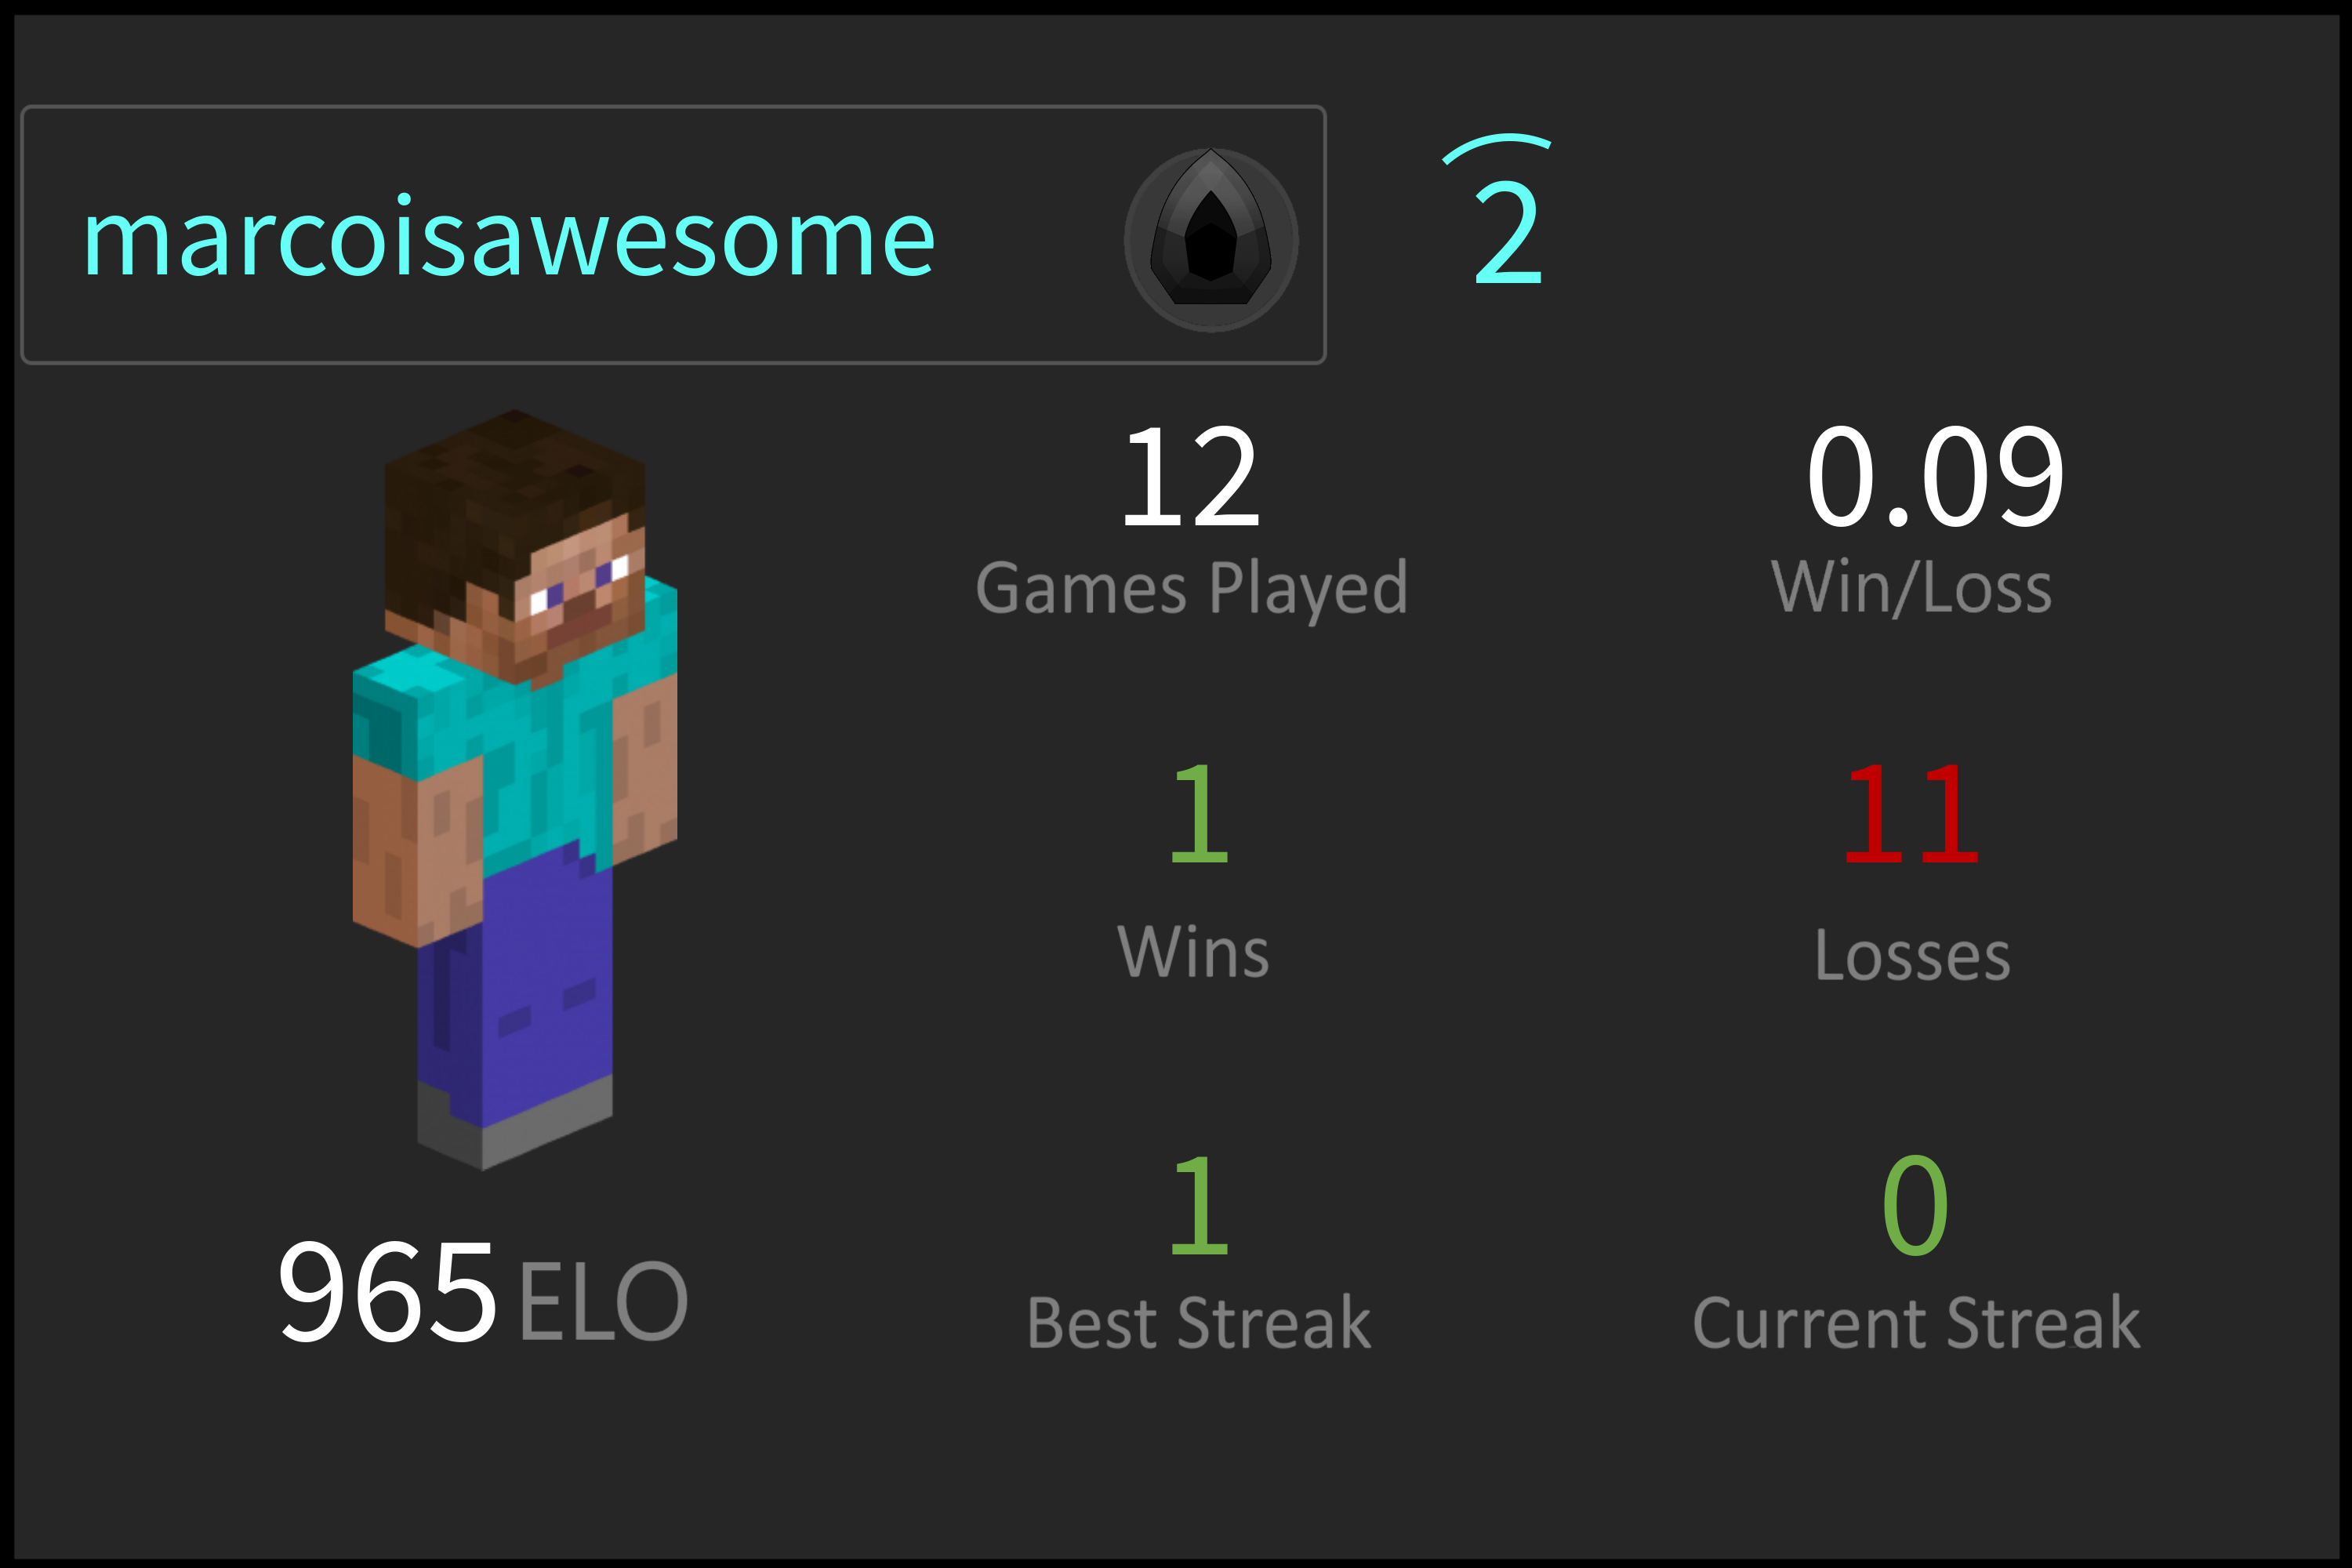 marcoisawesome 2
12 0.09
Games Played Win/Loss
1 11
Wins Losses
1 0
965 ELO Best Streak Current Streak